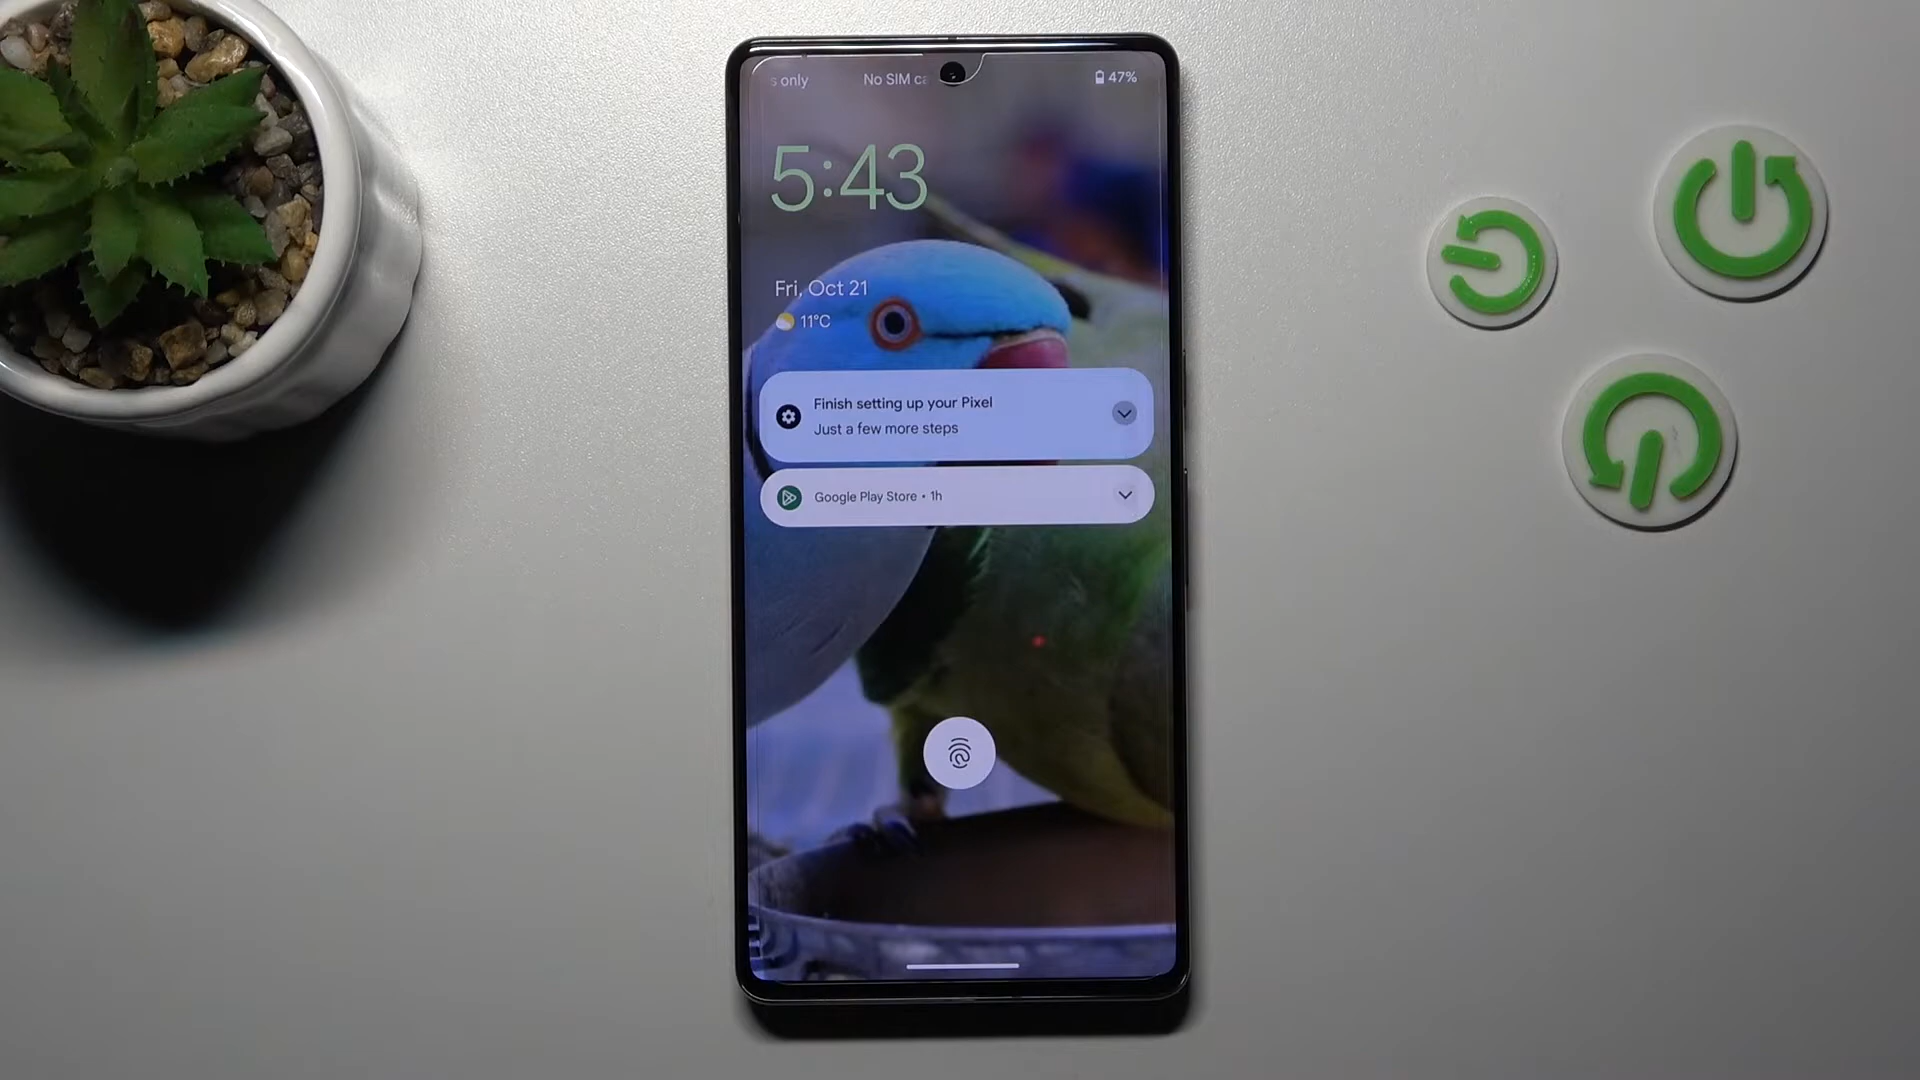 s only No SIM ca 47%
5:43
Fri, Oct 21
11°C
Finish setting up your Pixel
Just a few more steps
Google Play Store • 1h